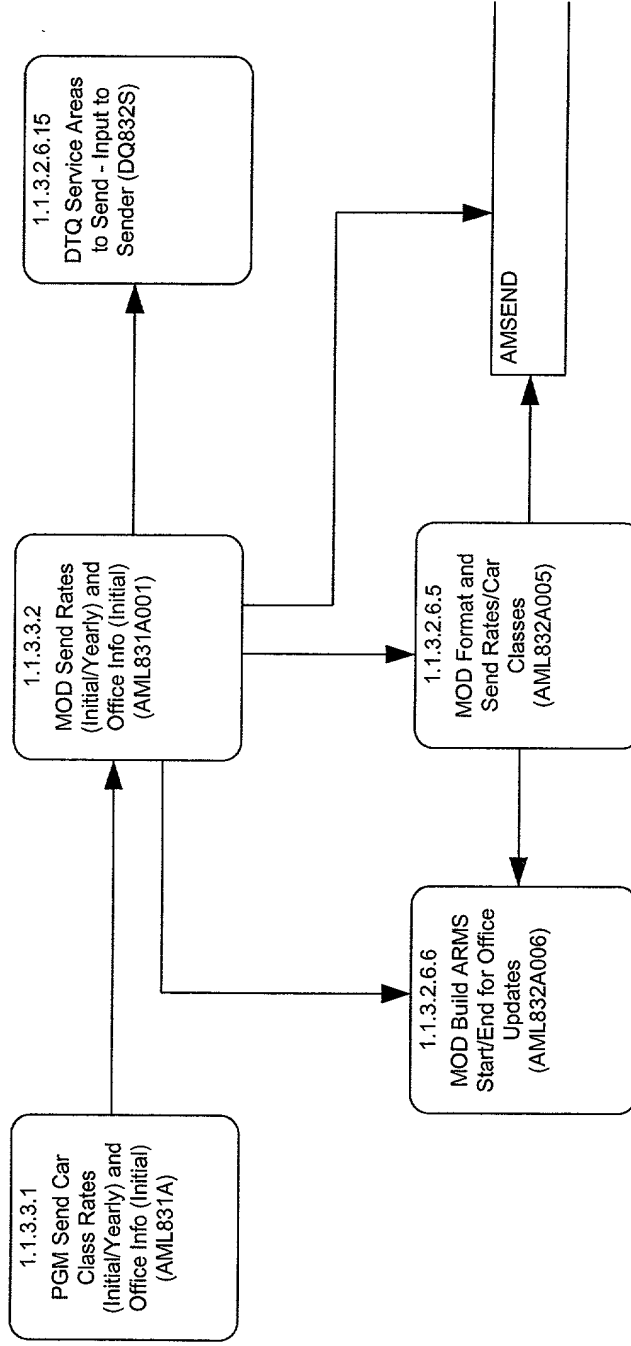 1.1.3.3.1
PGM Send Car
Class Rates
(Initial/Yearly) and
Office Info (Initial)
(AML831A)
1.1.3.3.2
MOD Send Rates
(Initial/Yearly) and
Office Info (Initial)
(AML831A001)
1.1.3.2.6.15
DTQ Service Areas
to Send - Input to
Sender (DQ832S)
1.1.3.2.6.6
MOD Build ARMS
Start/End for Office
Updates
(AML832A006)
1.1.3.2.6.5
MOD Format and
Send Rates/Car
Classes
(AML832A005)
AMSEND